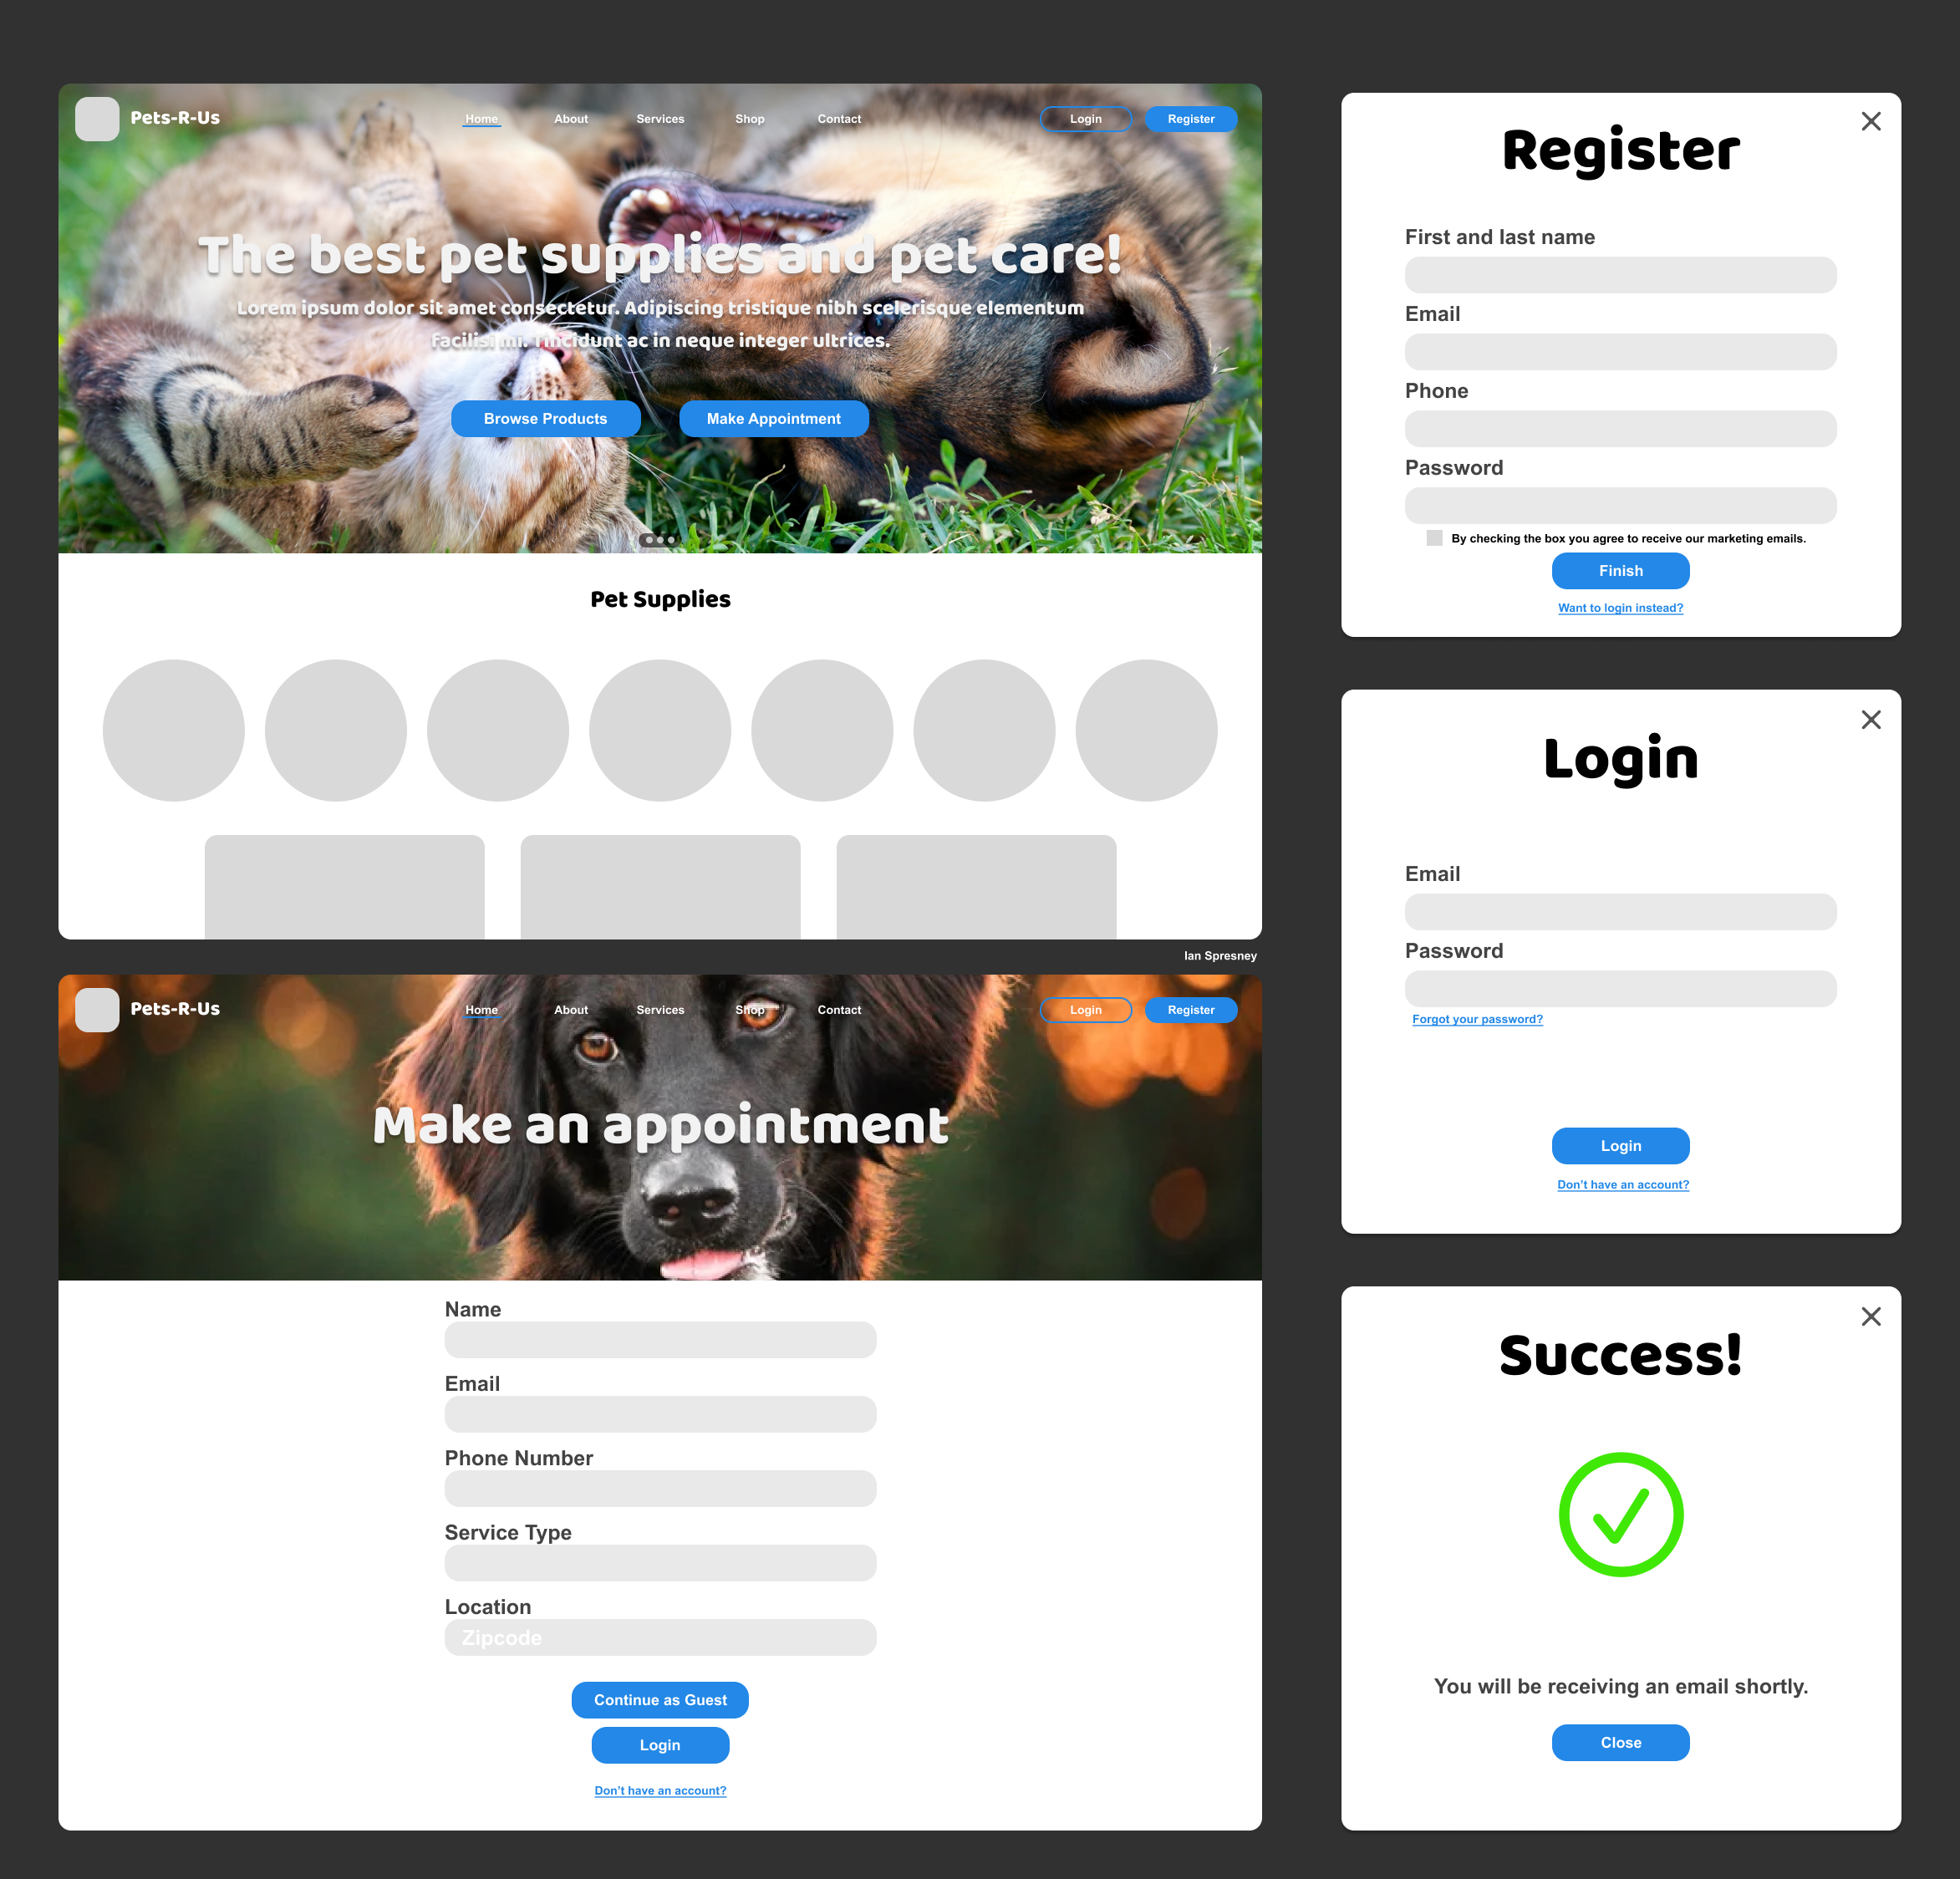 Pets-R-Us
Home
About
Services
Shop
Contact
Login
Register
The best pet supplies and pet care!
Lorem ipsum dolor sit amet consectetur. Adipiscing tristique nibh scelerisque elementum
facilisi mi. Tincidunt ac in neque integer ultrices.
Browse Products
Make Appointment
Pet Supplies
Ian Spresney
Pets-R-Us
Home
About
Services
Shop
Contact
Login
Register
Make an appointment
Name
Email
Phone Number
Service Type
Location
Zipcode
Continue as Guest
Login
Don't have an account?
Register
First and last name
Email
Phone
Password
By checking the box you agree to receive our marketing emails.
Finish
Want to login instead?
Login
Email
Password
Forgot your password?
Login
Don't have an account?
Success!
You will be receiving an email shortly.
Close